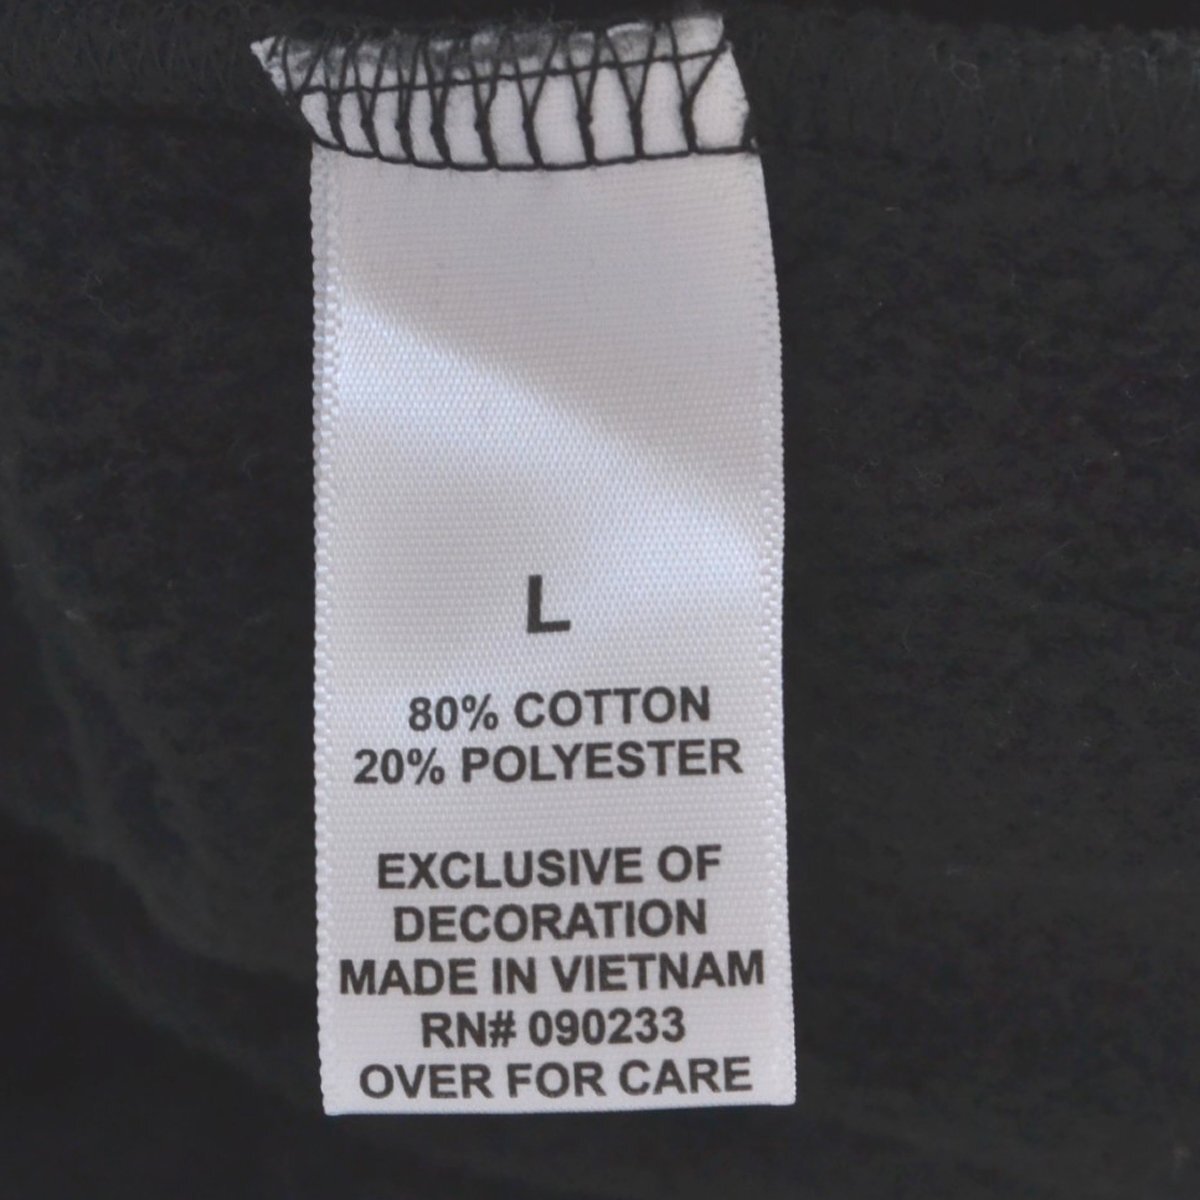 L
80% COTTON
20% POLYESTER
EXCLUSIVE OF
DECORATION
MADE IN VIETNAM
RN# 090233
OVER FOR CARE